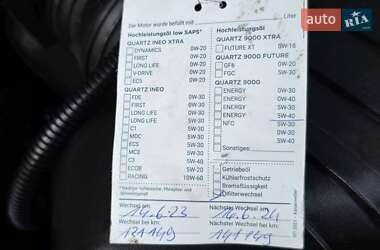 auto RIA.com
Der Motor wurde befüllt mit Liter
Hochleistungsöl low SAPS*
QUARTZ INEO XTRA
DYNAMICS 0W-20
FIRST 0W-20
LONG LIFE 0W-20
V-DRIVE 0W-20
ECS 0W-20
QUARTZ INEO
FDE 0W-30
FIRST 0W-30
LONG LIFE 0W-30
LONG LIFE 5W-30
C1 5W-30
MDC 5W-30
ECS 5W-30
MC3 5W-30
C3 5W-40
ECOB 5W-20
RACING 10W-60
Hochleistungsöl
QUARTZ 9000 XTRA
FUTURE XT 0W-16
QUARTZ 9000 FUTURE
GF6 0W-20
FGC 5W-30
QUARTZ 9000
ENERGY 0W-30
ENERGY 0W-40
ENERGY 5W-30
ENERGY 5W-40
NFC 5W-30
5W-40
Sonstiges:
Getriebeöl
Kühlerfrostschutz
Bremsflüssigkeit
Filterwechsel
Wechsel am
14.6.23
Nächster Wechsel am
14.6.24
Wechsel bei km:
Nächster Wechsel bei km: